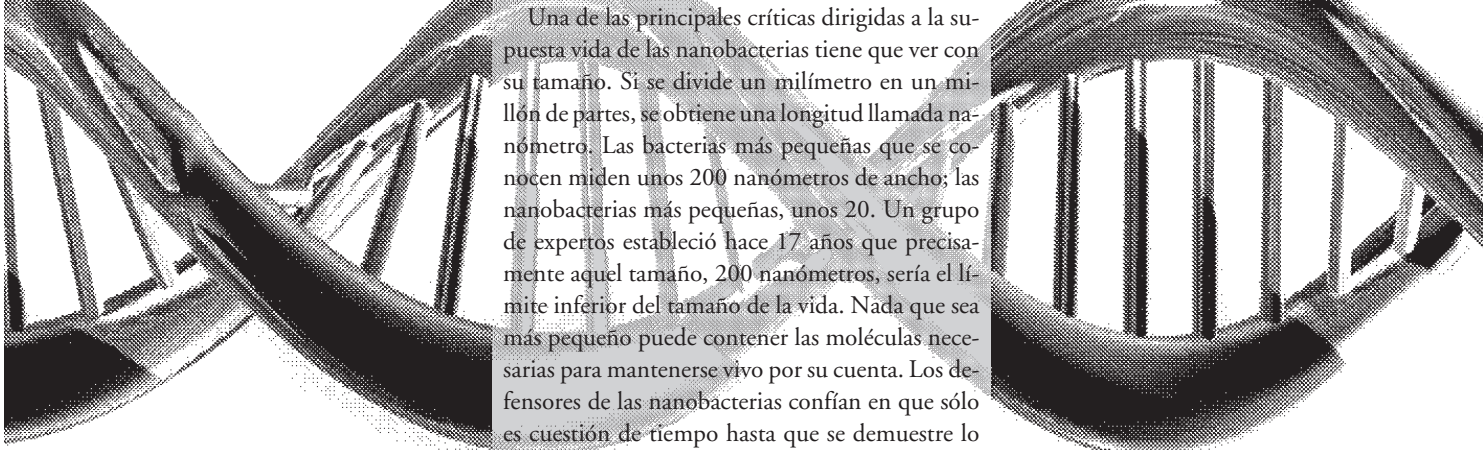 Una de las principales críticas dirigidas a la su-
puesta vida de las nanobacterias tiene que ver con
su tamaño. Si se divide un milímetro en un mi-
llón de partes, se obtiene una longitud llamada na-
nómetro. Las bacterias más pequeñas que se co-
nocen miden unos 200 nanómetros de ancho; las
nanobacterias más pequeñas, unos 20. Un grupo
de expertos estableció hace 17 años que precisa-
mente aquel tamaño, 200 nanómetros, sería el lí-
mite inferior del tamaño de la vida. Nada que sea
más pequeño puede contener las moléculas nece-
sarias para mantenerse vivo por su cuenta. Los de-
fensores de las nanobacterias confían en que sólo
es cuestión de tiempo hasta que se demuestre lo